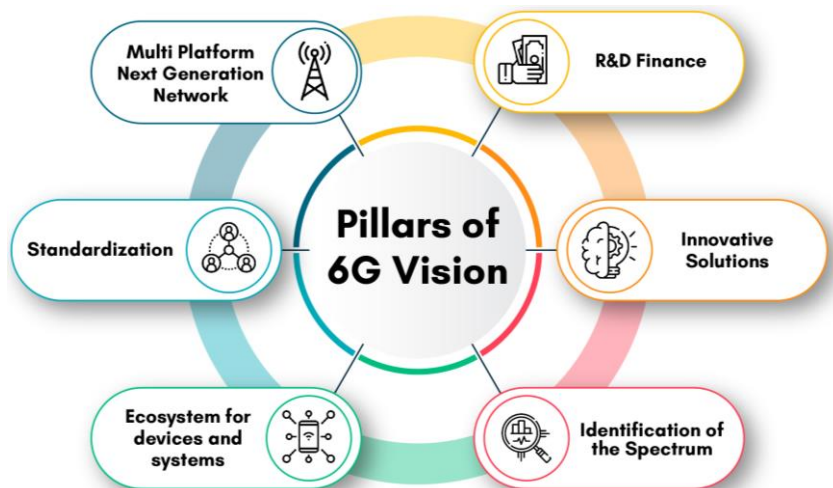 Multi Platform
Next Generation
Network
R&D Finance
Standardization
Pillars of
6G Vision
Innovative
Solutions
Ecosystem for
devices and
systems
Identification of
the Spectrum